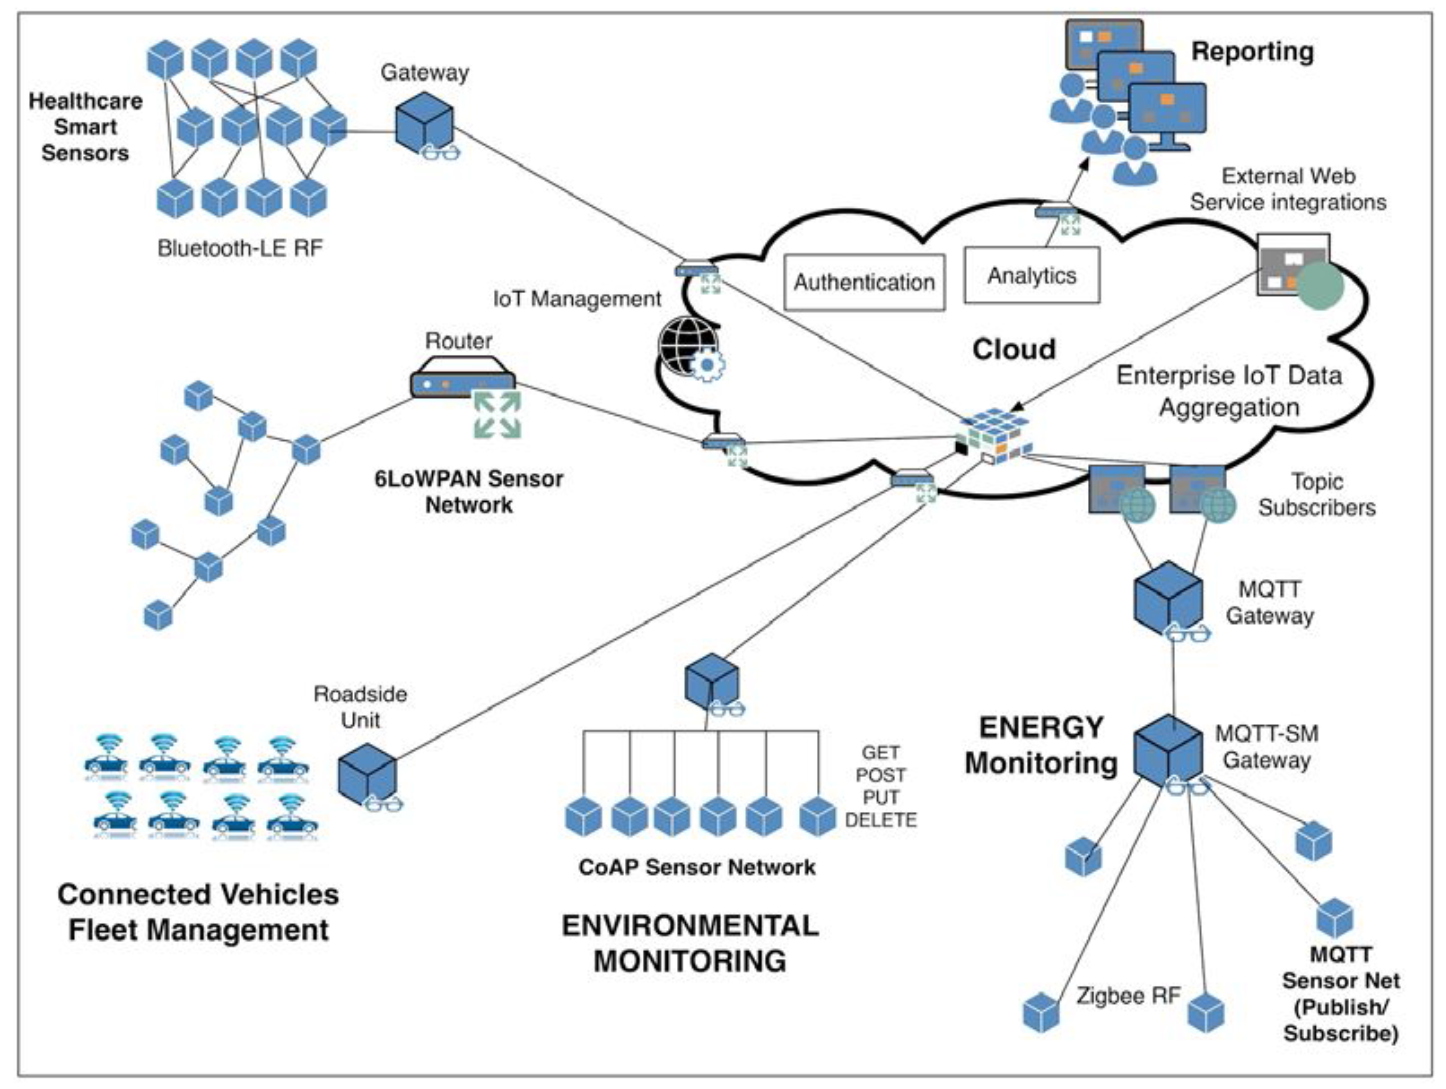 Reporting
Gateway
Healthcare
Smart
Sensors
External Web
Service integrations
Bluetooth-LE RF
Authentication
Analytics
IoT Management
Router
Cloud
Enterprise IoT Data
Aggregation
6LoWPAN Sensor
Network
Topic
Subscribers
MQTT
Gateway
Roadside
Unit
ENERGY
Monitoring
MQTT-SM
Gateway
GET
POST
PUT
DELETE
CoAP Sensor Network
Connected Vehicles
Fleet Management
ENVIRONMENTAL
MONITORING
Zigbee RF
MQTT
Sensor Net
(Publish/
Subscribe)